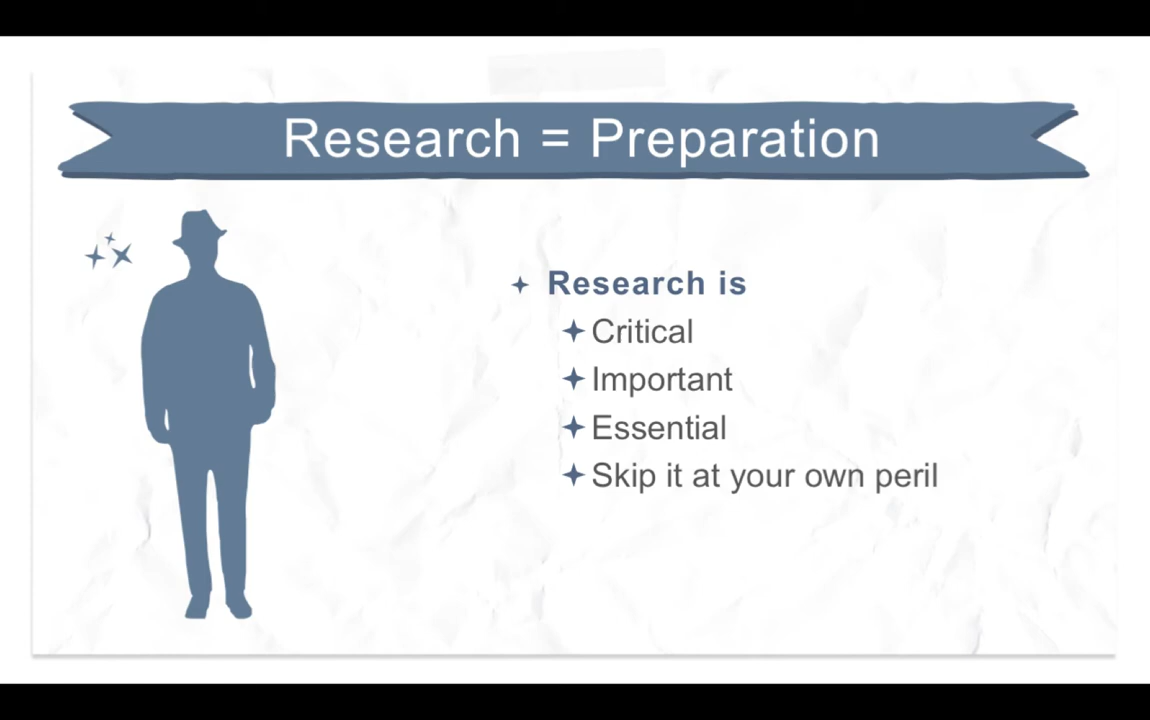 Research = Preparation
Research is
Critical
Important
Essential
Skip it at your own peril